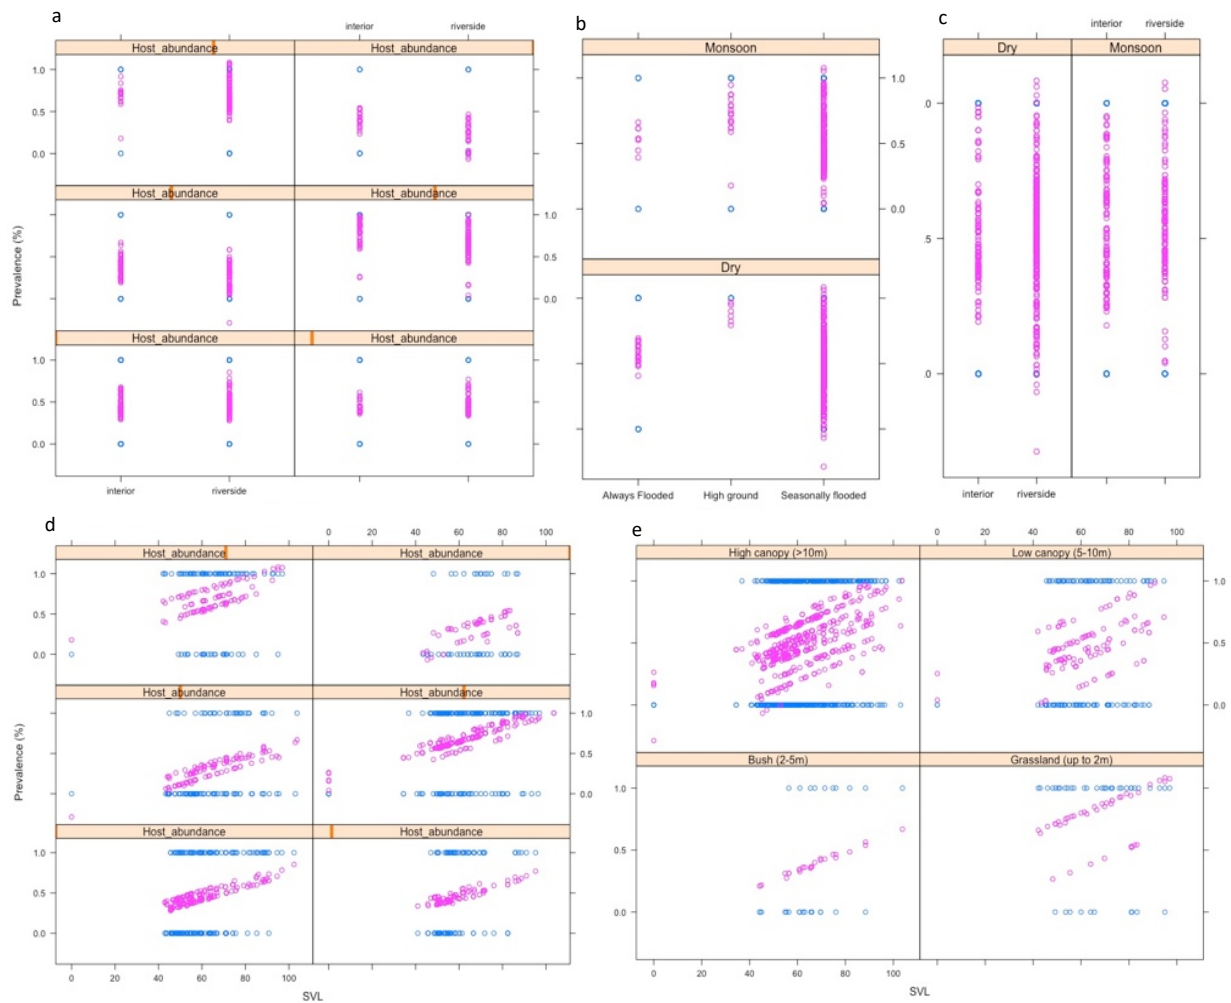 a
interior riverside
Host_abundance Host_abundance
1.0
0.5
0.0
Host_abundance Host_abundance
1.0
0.5
0.0
Host_abundance Host_abundance
1.0
0.5
0.0
interior riverside
Prevalence (%)
b
Monsoon
1.0
0.5
0.0
Dry
Always Flooded High ground Seasonally flooded
c
interior riverside
Dry Monsoon
.0
.5
.0
interior riverside
d
0 20 40 60 80 100
Host_abundance Host_abundance
1.0
0.5
0.0
Host_abundance Host_abundance
1.0
0.5
0.0
Host_abundance Host_abundance
1.0
0.5
0.0
0 20 40 60 80 100
Prevalence (%)
SVL
e
0 20 40 60 80 100
High canopy (>10m) Low canopy (5-10m)
1.0
0.5
0.0
Bush (2-5m) Grassland (up to 2m)
1.0
0.5
0.0
0 20 40 60 80 100
SVL